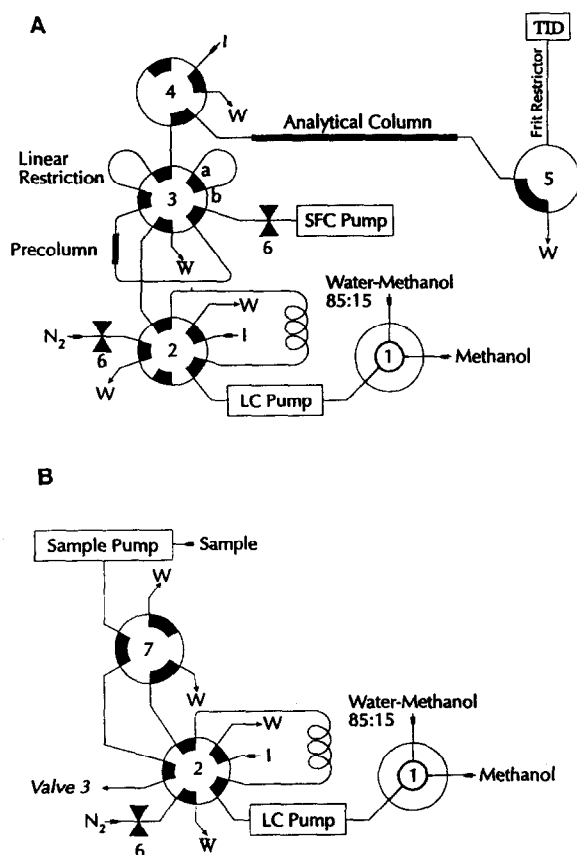 A
I
TID
4
W
Frit Restrictor
Analytical Column
Linear
Restriction
a
5
3
b
SFC Pump
W
Precolumn
W
6
Water-Methanol
85:15
W
N2
I
2
1
Methanol
6
W
LC Pump
B
Sample Pump
Sample
W
7
W
Water-Methanol
85:15
W
I
2
1
Methanol
Valve 3
N2
LC Pump
6
W